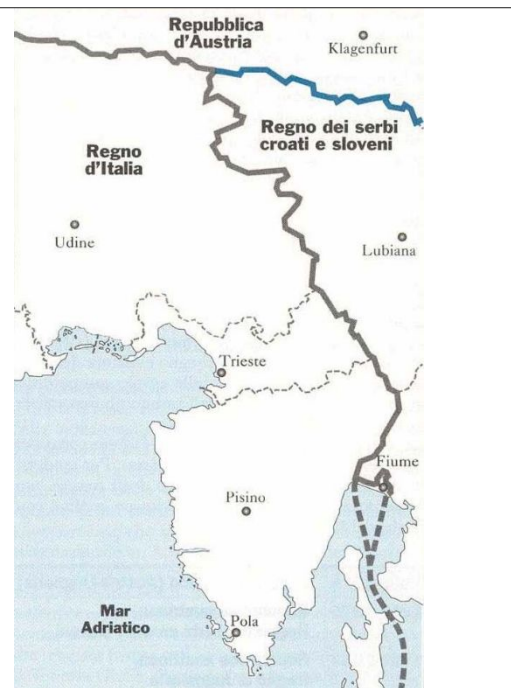 Repubblica
d'Austria
Klagenfurt
Regno dei serbi
croati e sloveni
Regno
d'Italia
Udine
Lubiana
Trieste
Fiume
Pisino
Mar
Adriatico
Pola